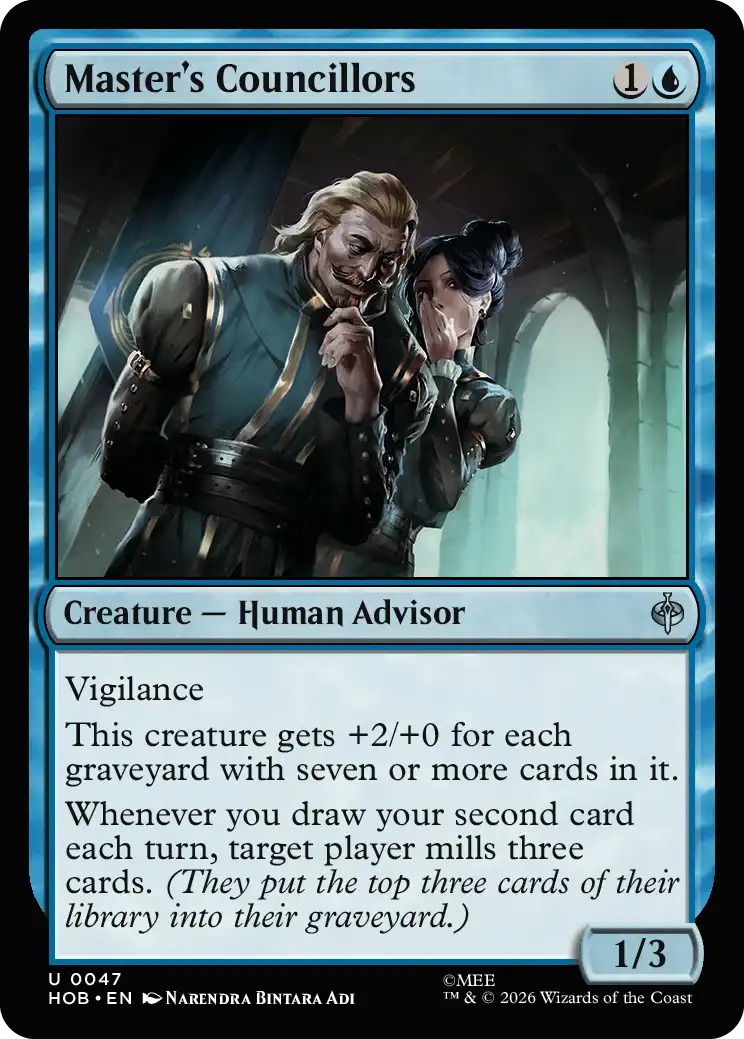 Master's Councillors 1
Creature — Human Advisor
Vigilance
This creature gets +2/+0 for each
graveyard with seven or more cards in it.
Whenever you draw your second card
each turn, target player mills three
cards. (They put the top three cards of their
library into their graveyard.)
1/3
U 0047
HOB • EN Narendra Bintara Adi
©MEE
™ & © 2026 Wizards of the Coast